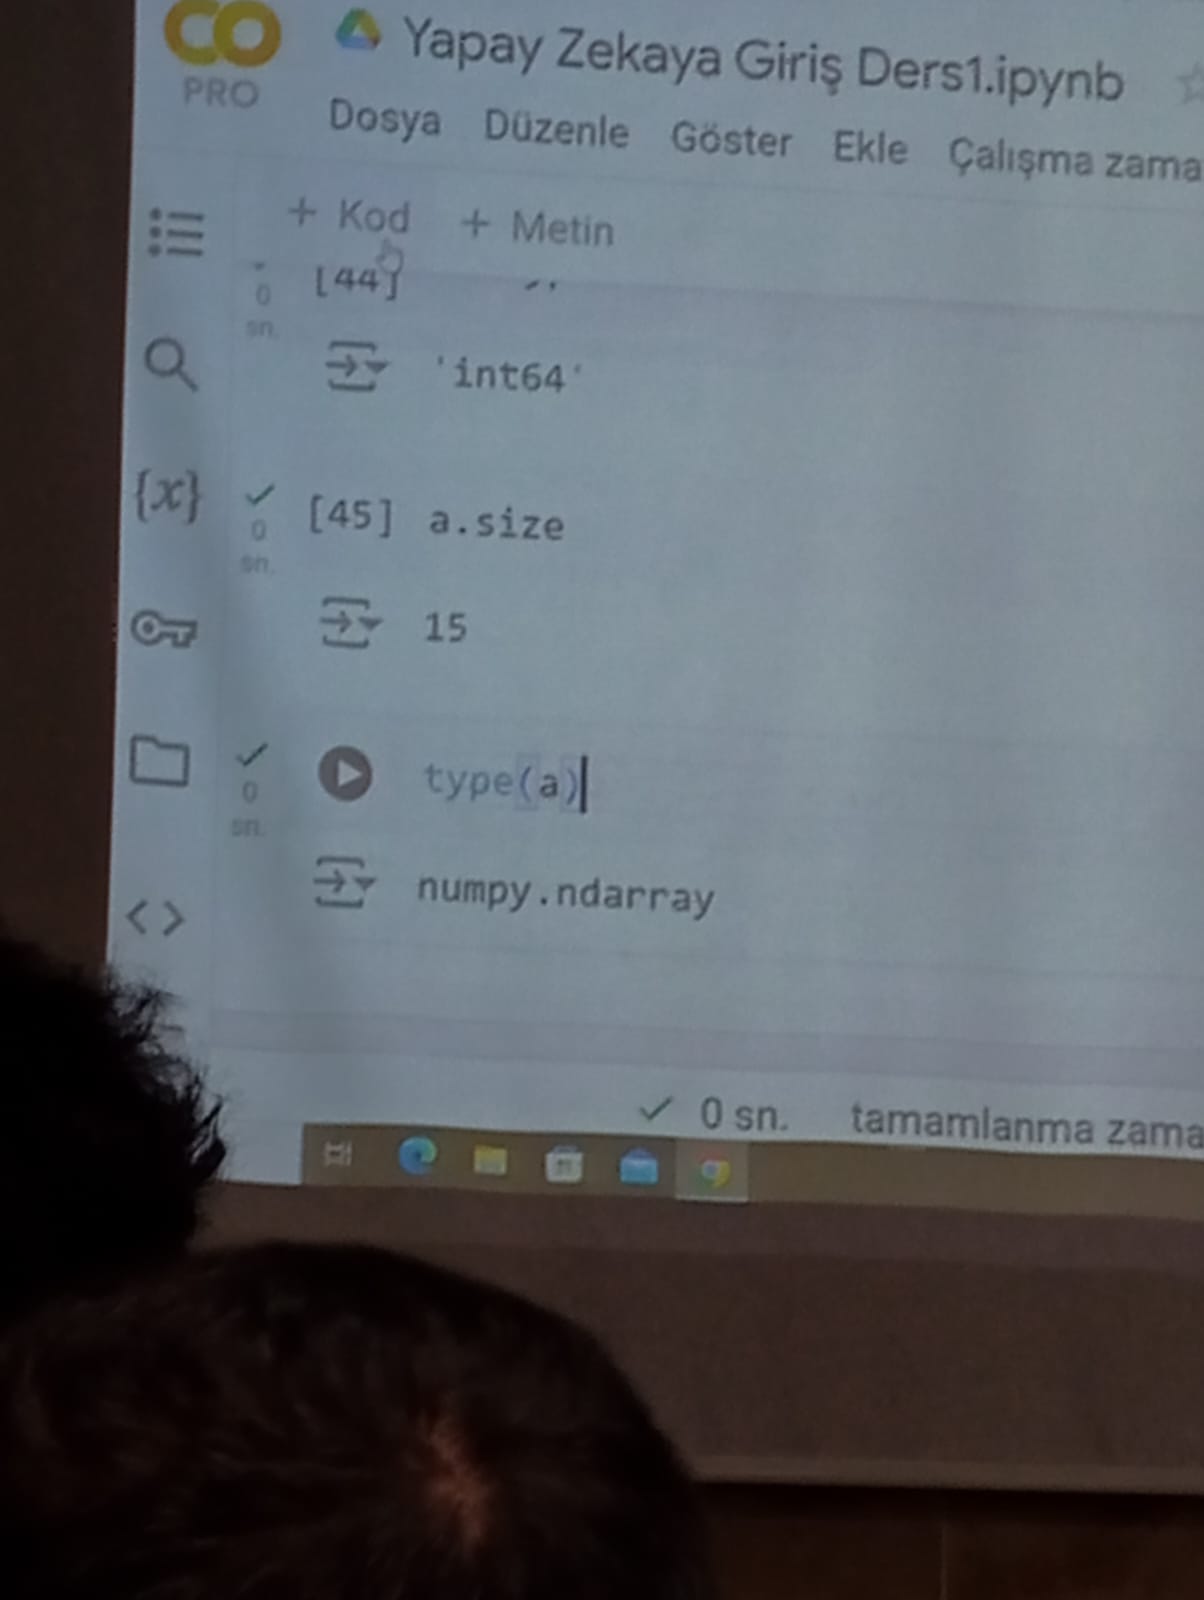 CO
PRO
Yapay Zekaya Giriş Ders1.ipynb
Dosya Düzenle Göster Ekle Çalışma zama
+ Kod + Metin
[44]
0
sn.
'int64'
{x}
[45] a.size
0
sn.
15
type(a)
0
sn.
numpy.ndarray
<>
0 sn. tamamlanma zama